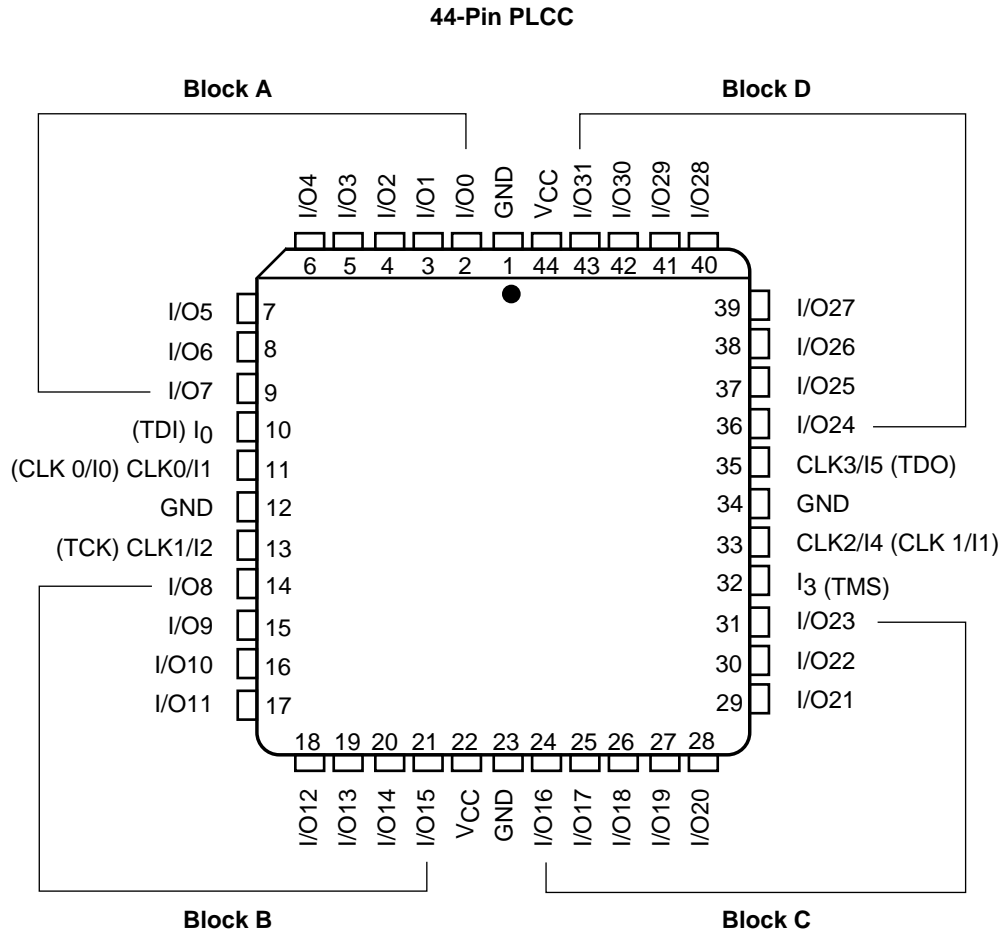 44-Pin PLCC
Block A
Block D
I/O4
I/O3
I/O2
I/O1
I/O0
GND
VCC
I/O31
I/O30
I/O29
I/O28
6 5 4 3 2 1 44 43 42 41 40
I/O5 7
I/O6 8
I/O7 9
(TDI) I0 10
(CLK 0/I0) CLK0/I1 11
GND 12
(TCK) CLK1/I2 13
I/O8 14
I/O9 15
I/O10 16
I/O11 17
39 I/O27
38 I/O26
37 I/O25
36 I/O24
35 CLK3/I5 (TDO)
34 GND
33 CLK2/I4 (CLK 1/I1)
32 I3 (TMS)
31 I/O23
30 I/O22
29 I/O21
18 19 20 21 22 23 24 25 26 27 28
I/O12
I/O13
I/O14
I/O15
VCC
GND
I/O16
I/O17
I/O18
I/O19
I/O20
Block B
Block C